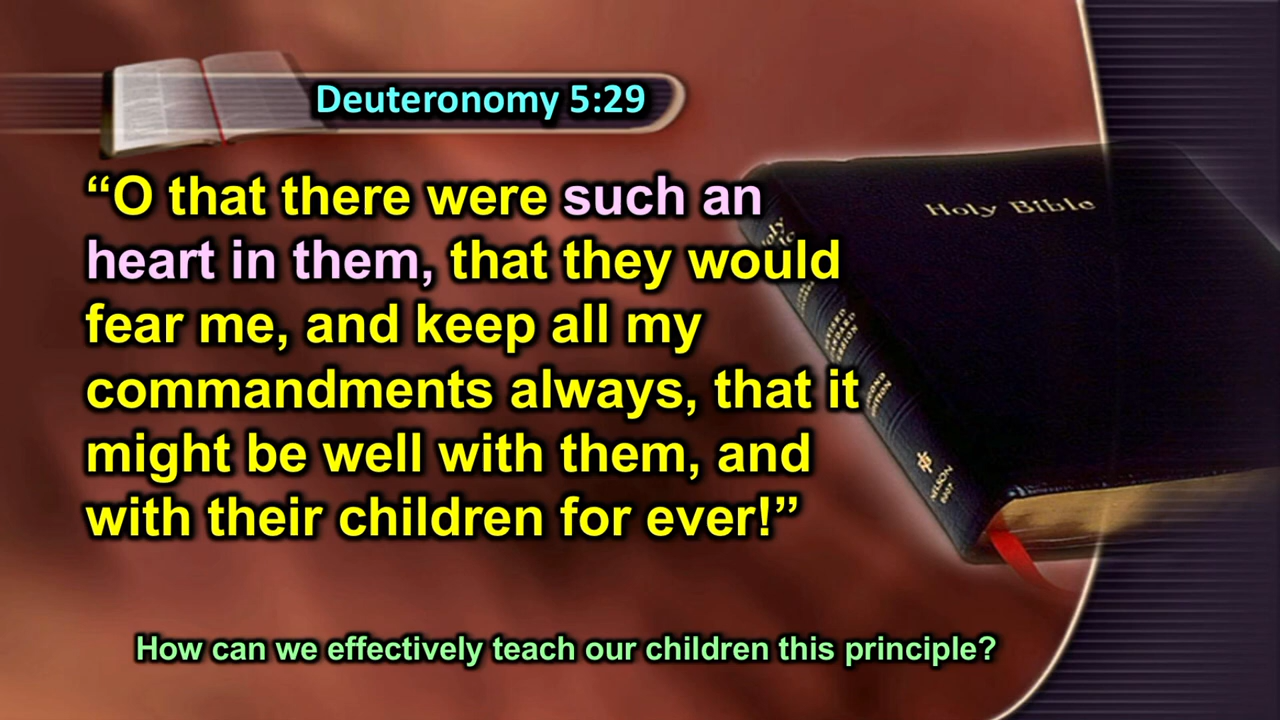 Deuteronomy 5:29
“O that there were such an
heart in them, that they would
fear me, and keep all my
commandments always, that it
might be well with them, and
with their children for ever!”
Holy Bible
NELSON
How can we effectively teach our children this principle?